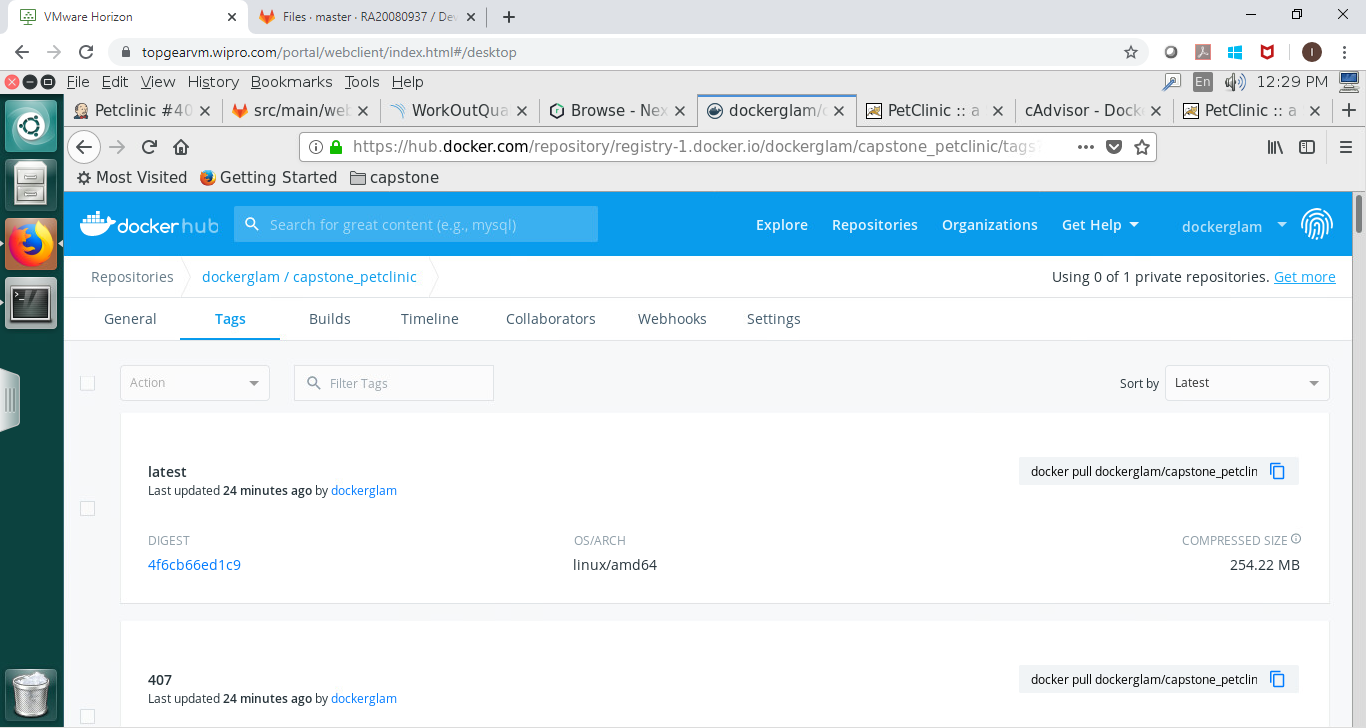 VMware Horizon
Files · master · RA20080937 / Dev
topgearvm.wipro.com/portal/webclient/index.html#/desktop
I
File Edit View History Bookmarks Tools Help
En
12:29 PM
Petclinic #40
src/main/web
WorkOutQua
Browse - Nex
dockerglam/c
PetClinic :: a
cAdvisor - Docke
PetClinic :: a
https://hub.docker.com/repository/registry-1.docker.io/dockerglam/capstone_petclinic/tags?
Most Visited Getting Started capstone
dockerhub
Search for great content (e.g., mysql)
Explore Repositories Organizations Get Help dockerglam
Repositories dockerglam / capstone_petclinic
Using 0 of 1 private repositories. Get more
General Tags Builds Timeline Collaborators Webhooks Settings
Action
Filter Tags
Sort by Latest
latest
docker pull dockerglam/capstone_petclin
Last updated 24 minutes ago by dockerglam
DIGEST OS/ARCH COMPRESSED SIZE
4f6cb66ed1c9 linux/amd64 254.22 MB
407
docker pull dockerglam/capstone_petclin
Last updated 24 minutes ago by dockerglam